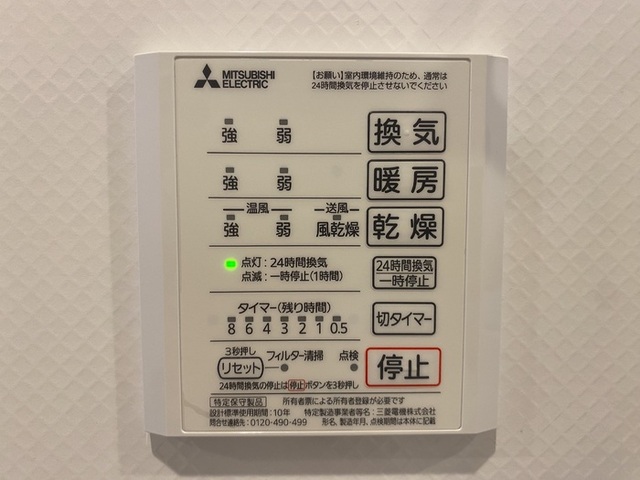 MITSUBISHI
ELECTRIC
【お願い】室内環境維持のため、通常は
24時間換気を停止させないでください
強 弱 換気
強 弱 暖房
温風 送風
強 弱 風乾燥 乾燥
点灯:24時間換気
点滅:一時停止(1時間)
24時間換気
一時停止
タイマー(残り時間)
8 6 4 3 2 1 0.5
切タイマー
3秒押し
リセット フィルター清掃 点検
停止
24時間換気の停止は停止ボタンを3秒押し
特定保守製品 所有者票による所有者登録が必要です
設計標準使用期間:10年 特定製造事業者等名:三菱電機株式会社
問合せ連絡先:0120-490-499 形名、製造年月、点検期間は本体に記載